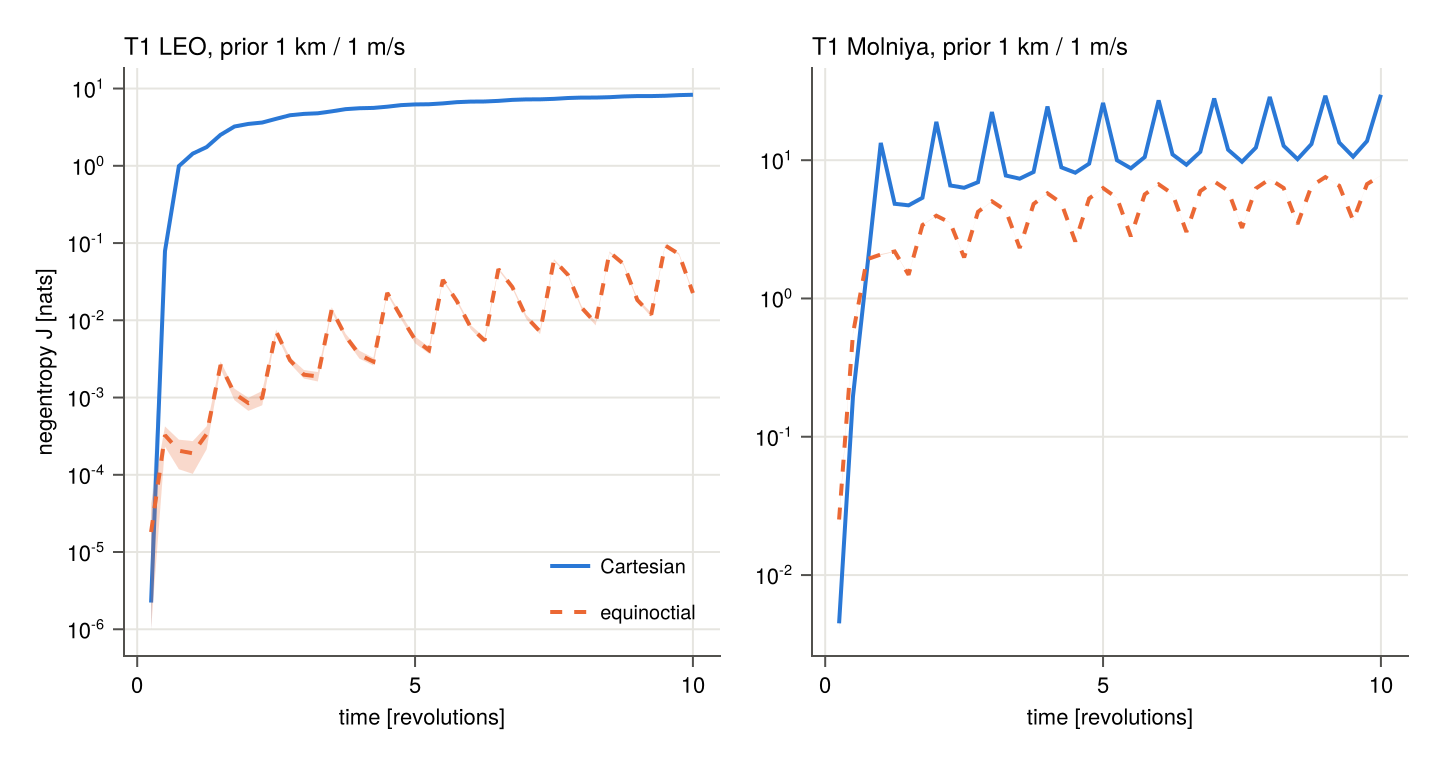 T1 LEO, prior 1 km / 1 m/s
negentropy J [nats]
10^1
10^0
10^-1
10^-2
10^-3
10^-4
10^-5
10^-6
Cartesian
equinoctial
0 5 10
time [revolutions]
T1 Molniya, prior 1 km / 1 m/s
10^1
10^0
10^-1
10^-2
0 5 10
time [revolutions]